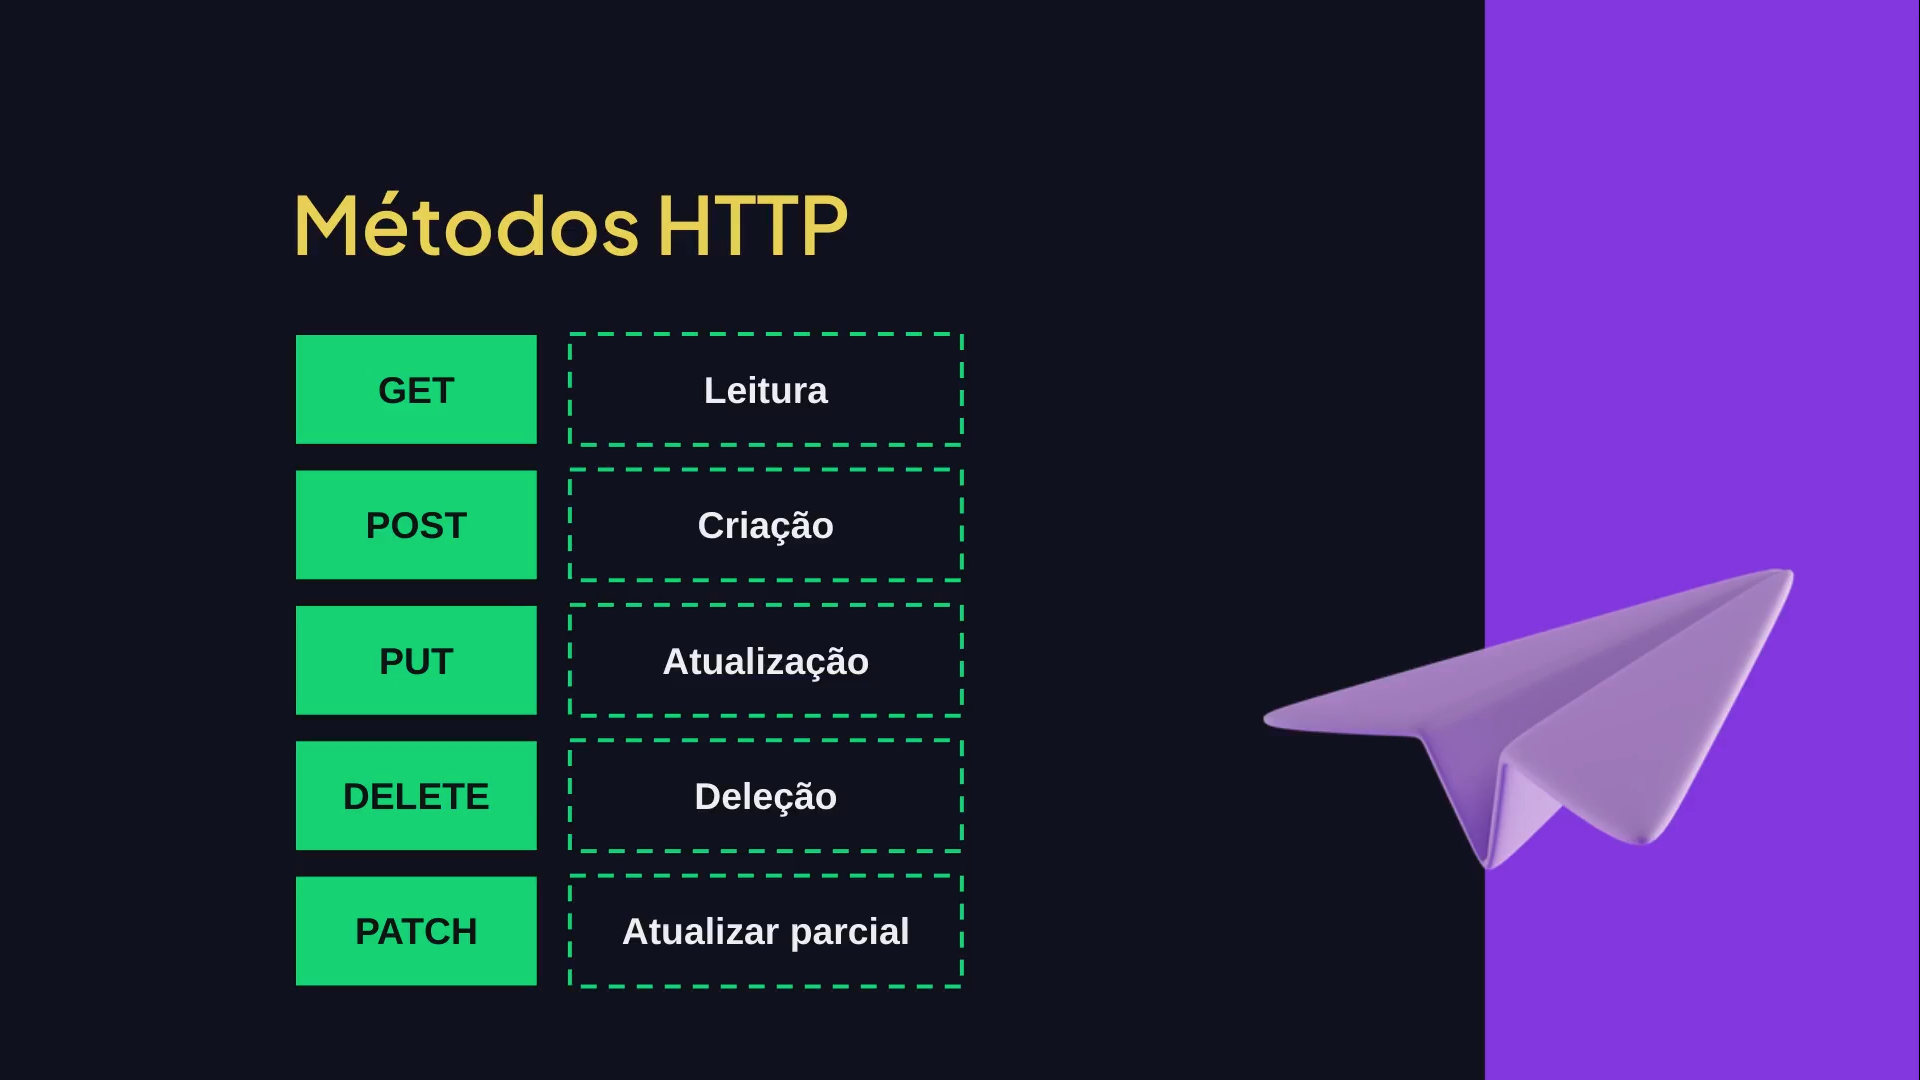 Métodos HTTP
GET Leitura
POST Criação
PUT Atualização
DELETE Deleção
PATCH Atualizar parcial